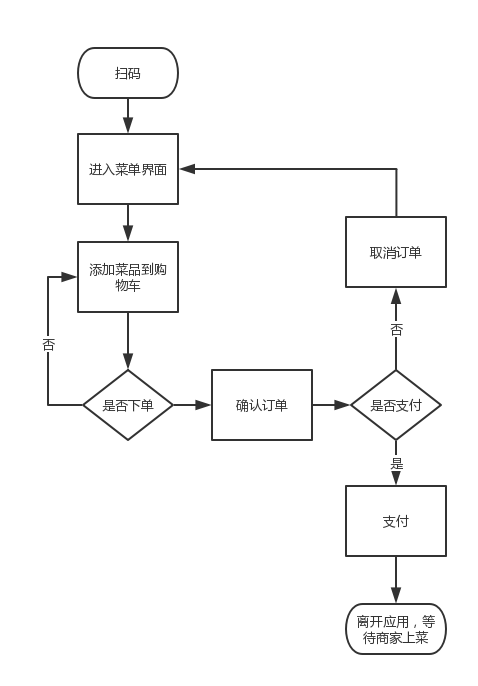 扫码
进入菜单界面
添加菜品到购
物车
否
是否下单
确认订单
是否支付
否
取消订单
是
支付
离开应用，等
待商家上菜